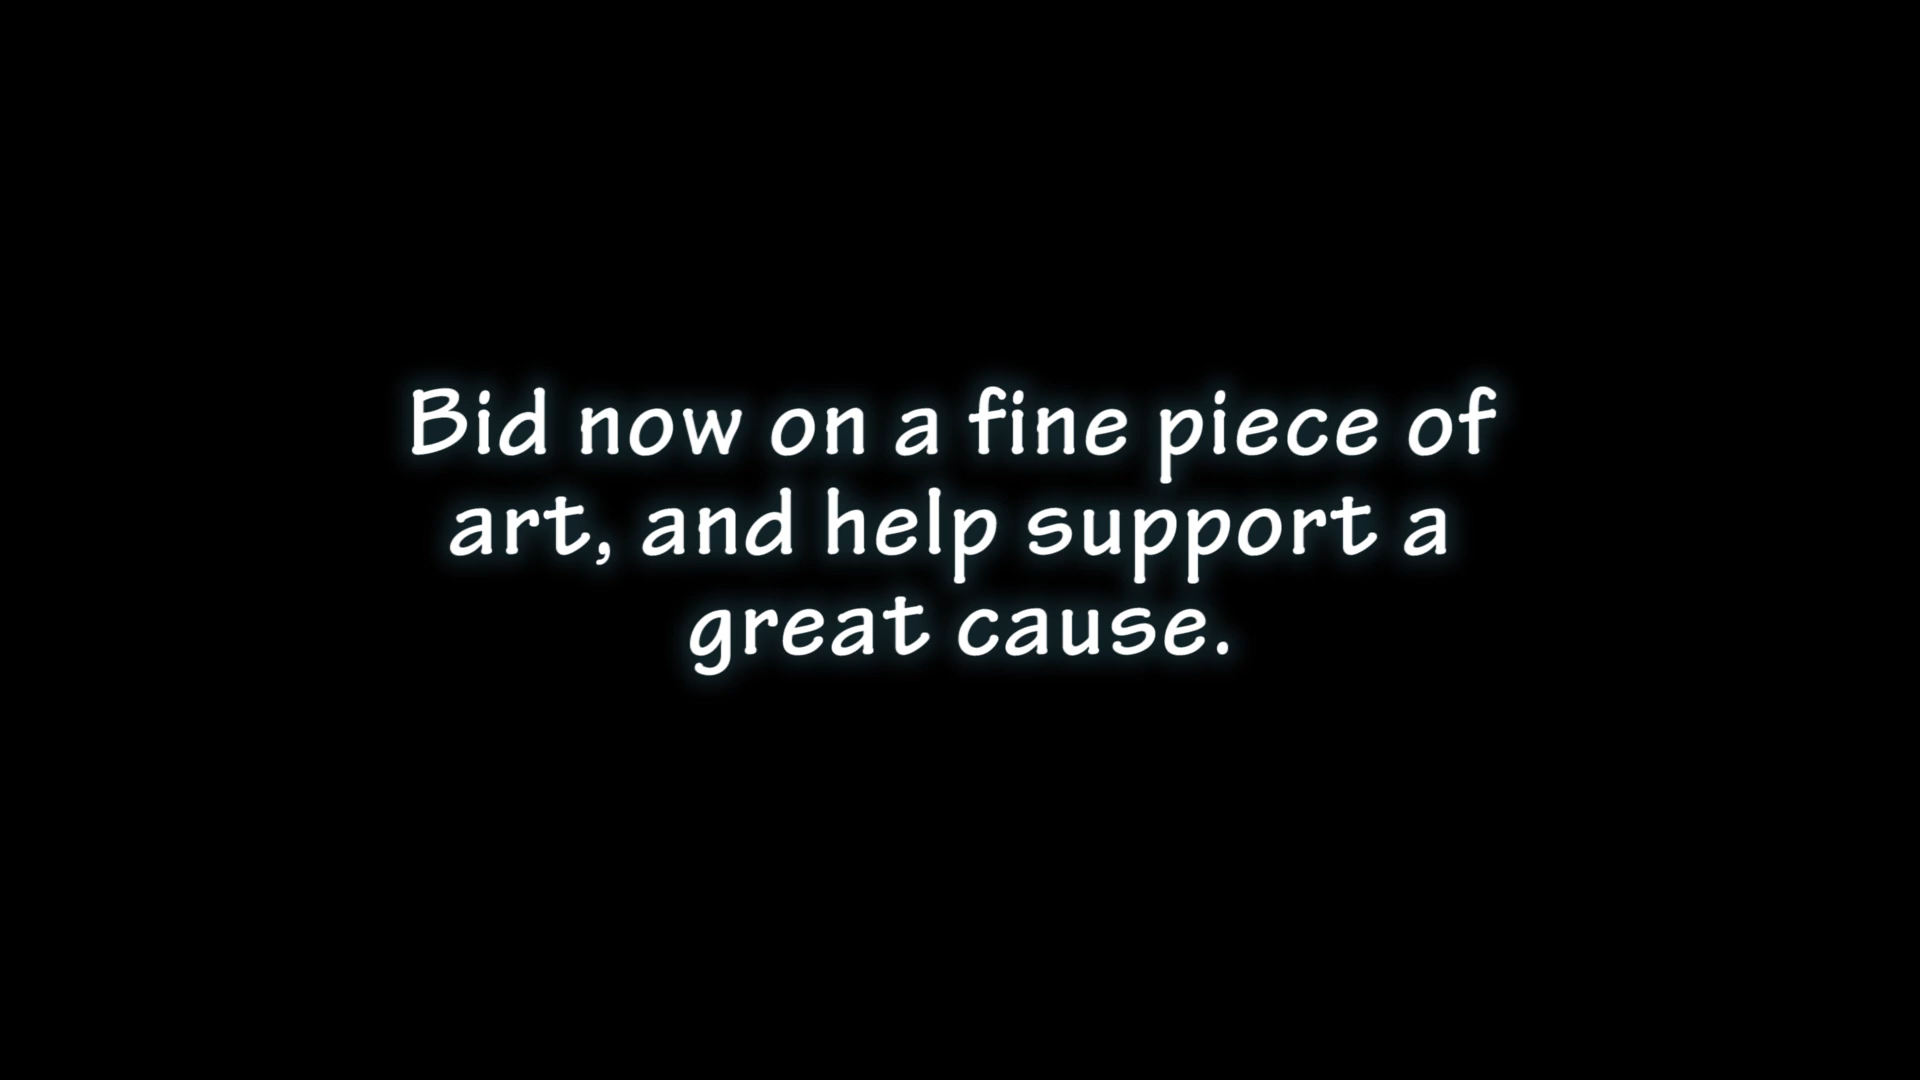 Bid now on a fine piece of
art, and help support a
great cause.